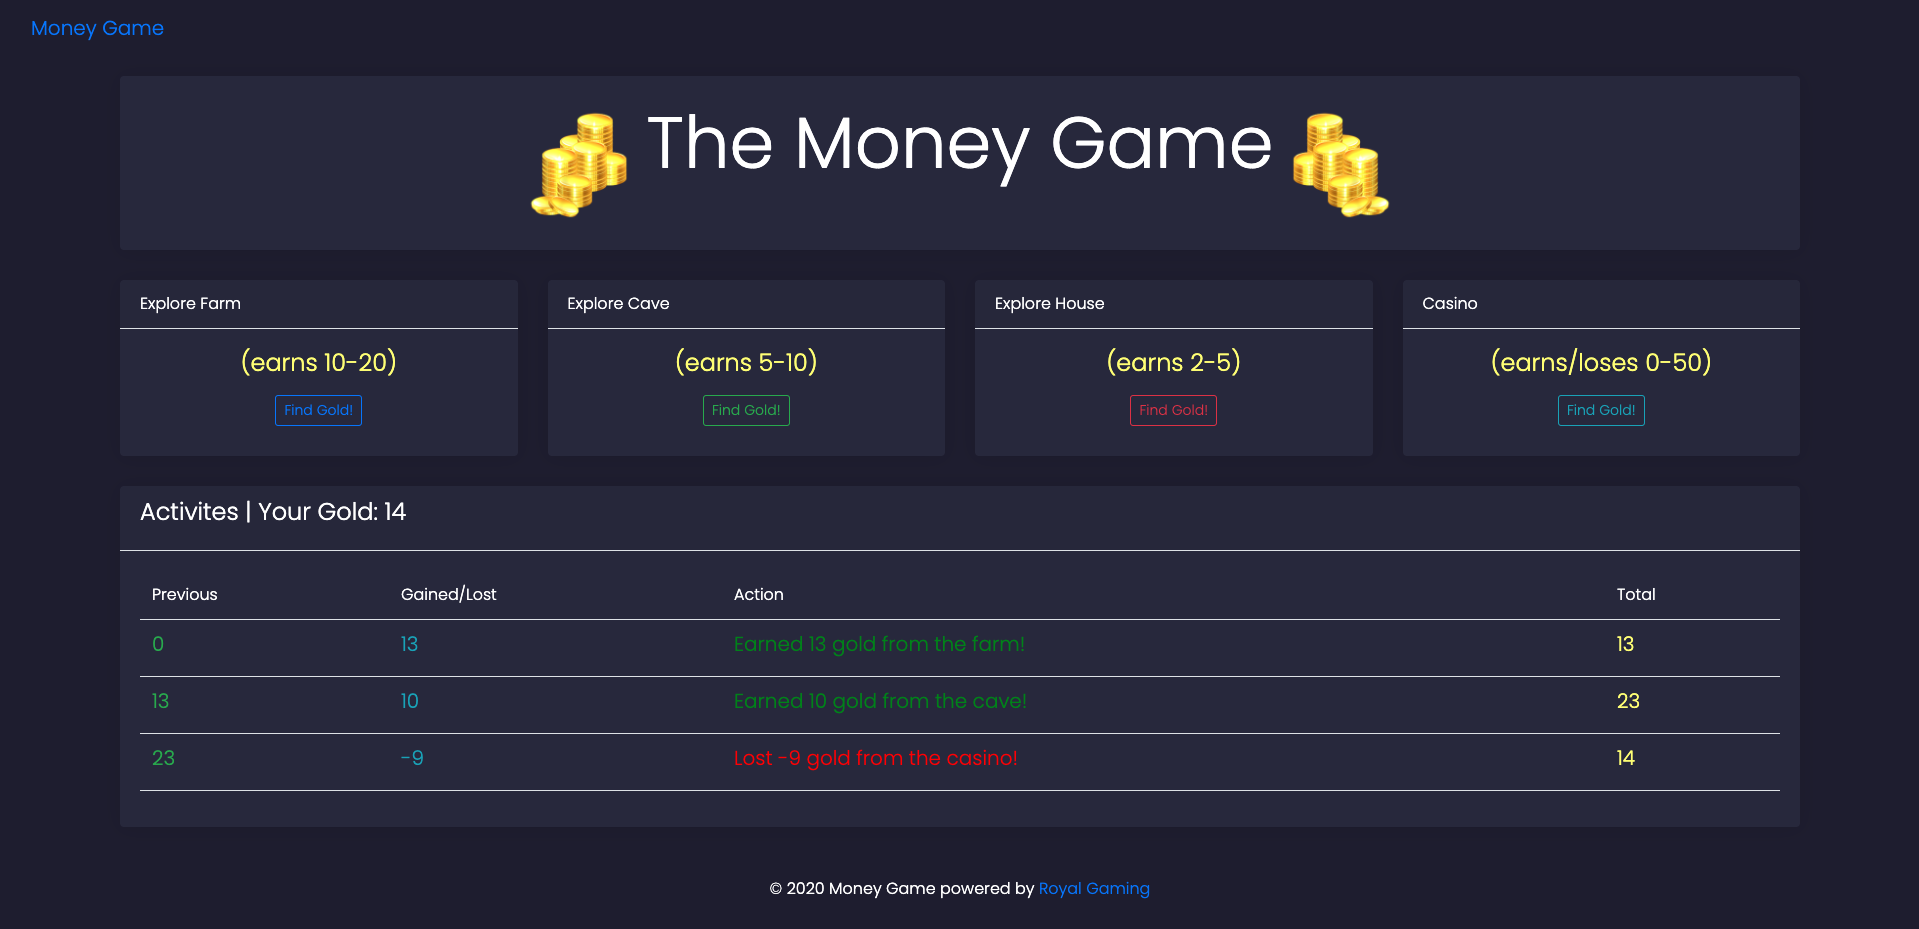 Money Game
The Money Game
Explore Farm
(earns 10-20)
Find Gold!
Explore Cave
(earns 5-10)
Find Gold!
Explore House
(earns 2-5)
Find Gold!
Casino
(earns/loses 0-50)
Find Gold!
Activites | Your Gold: 14
Previous Gained/Lost Action Total
0 13 Earned 13 gold from the farm! 13
13 10 Earned 10 gold from the cave! 23
23 -9 Lost -9 gold from the casino! 14
© 2020 Money Game powered by Royal Gaming